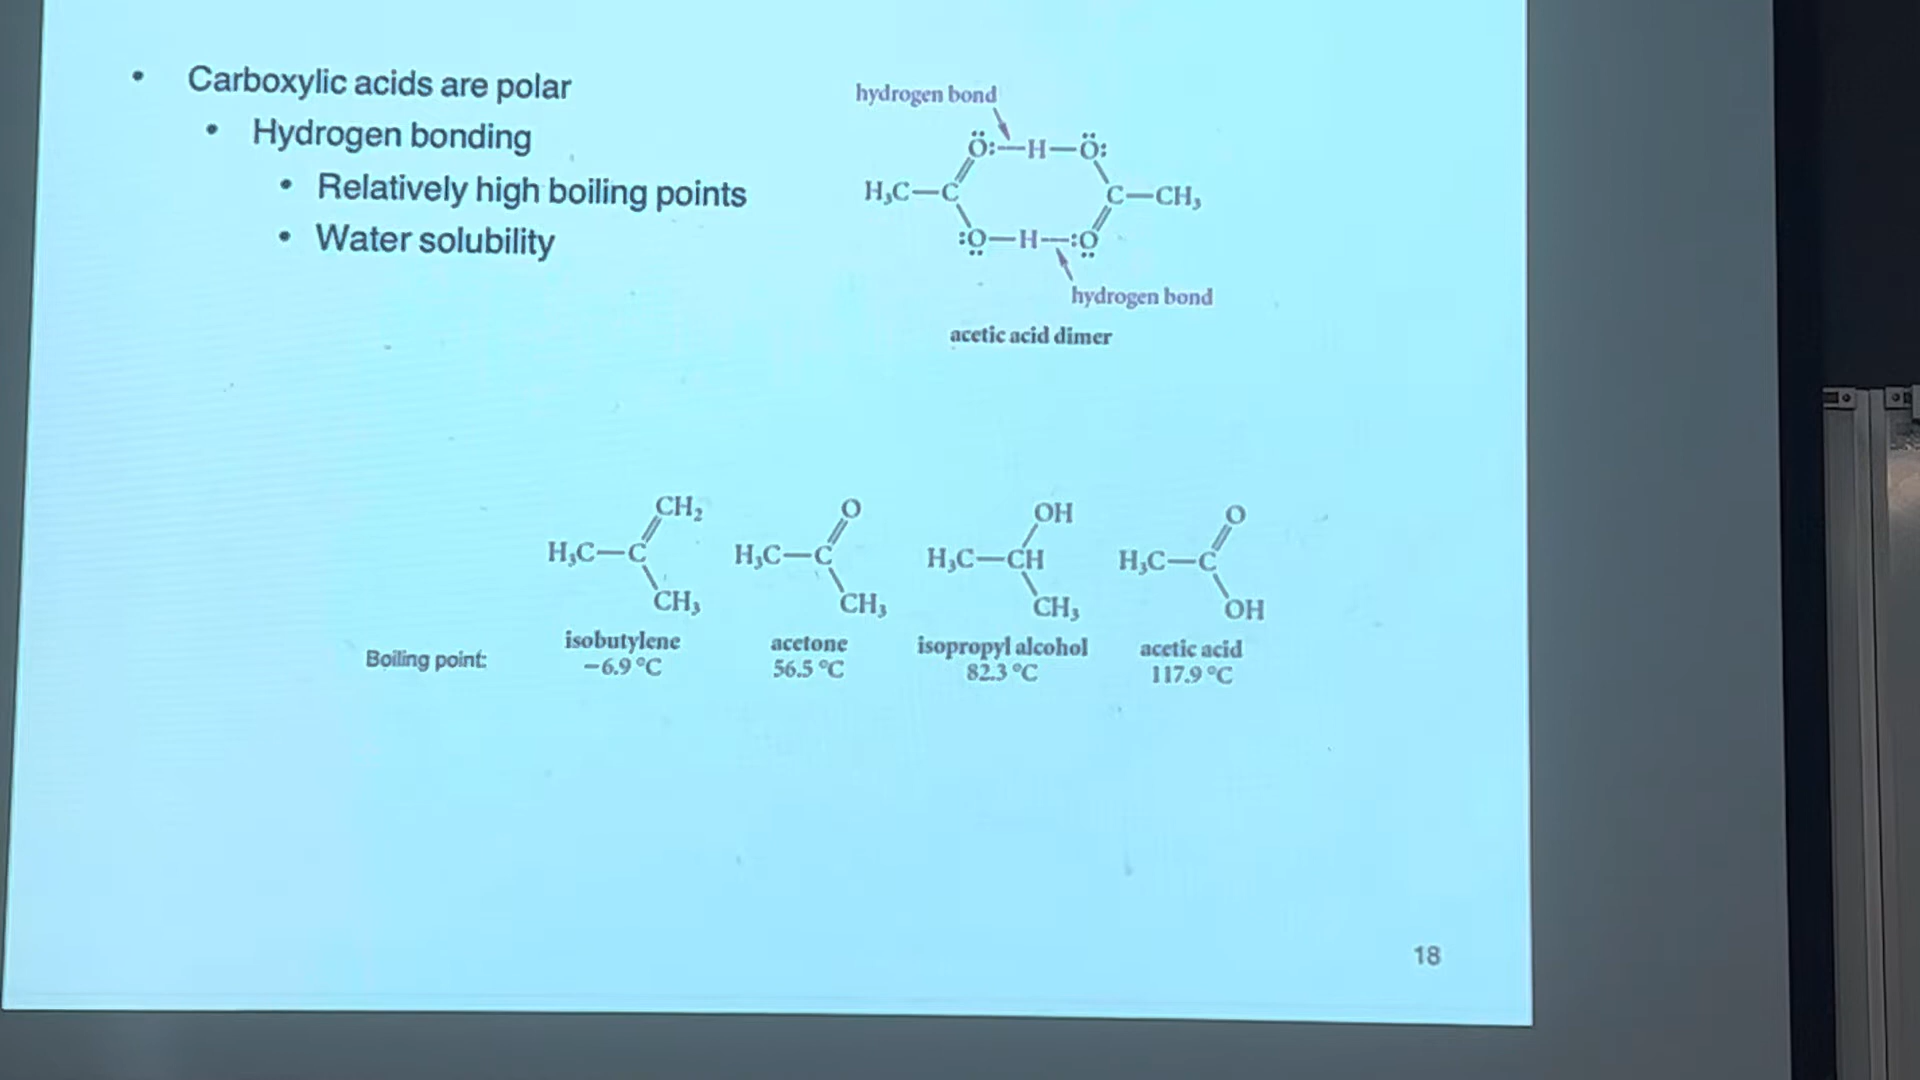 • Carboxylic acids are polar
• Hydrogen bonding
• Relatively high boiling points
• Water solubility
hydrogen bond
Ö:—H—Ö:
H₃C—C
C—CH₃
:O—H—:O
hydrogen bond
acetic acid dimer
CH₂
H₃C—C
CH₃
O
H₃C—C
CH₃
OH
H₃C—CH
CH₃
O
H₃C—C
OH
Boiling point:
isobutylene
−6.9 °C
acetone
56.5 °C
isopropyl alcohol
82.3 °C
acetic acid
117.9 °C
18